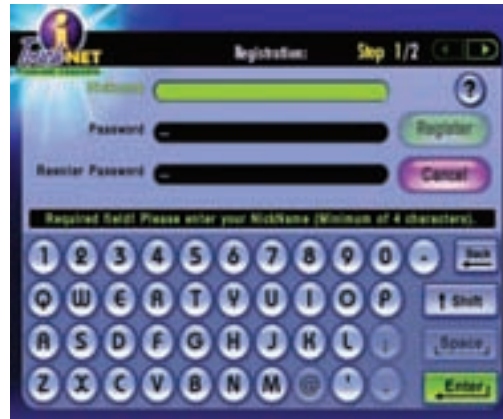 i
TouchNET
Registration: Step 1/2
Nickname
?
Password
Register
Reenter Password
Cancel
Required field! Please enter your NickName (Minimum of 4 characters).
1 2 3 4 5 6 7 8 9 0 - Back
Q W E R T Y U I O P Shift
A S D F G H J K L ; Space
Z X C V B N M @ ' . Enter